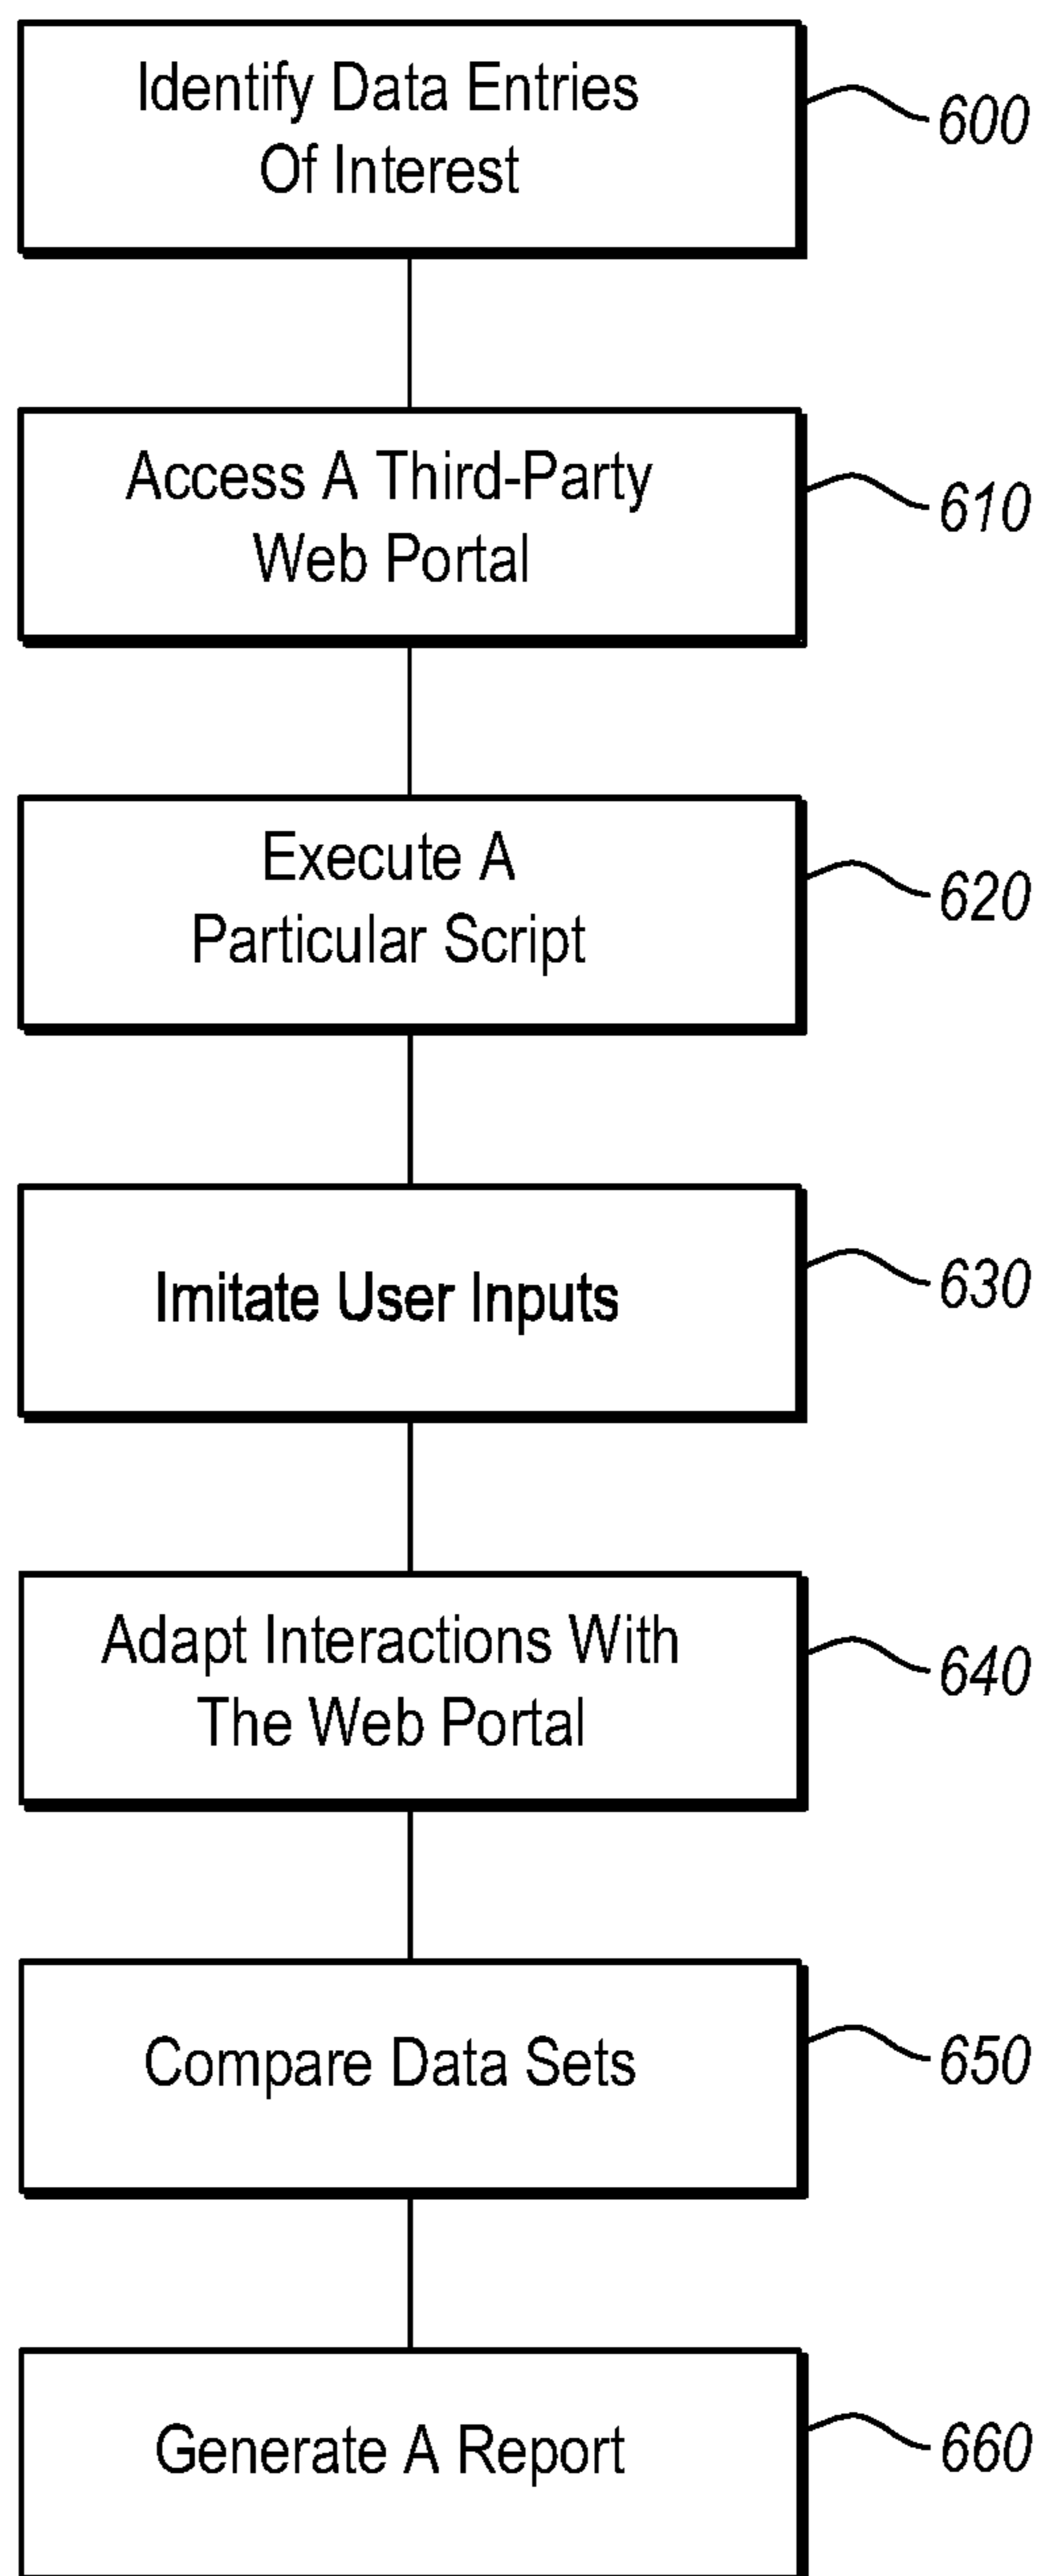 Identify Data Entries
Of Interest
600
Access A Third-Party
Web Portal
610
Execute A
Particular Script
620
Imitate User Inputs
630
Adapt Interactions With
The Web Portal
640
Compare Data Sets
650
Generate A Report
660